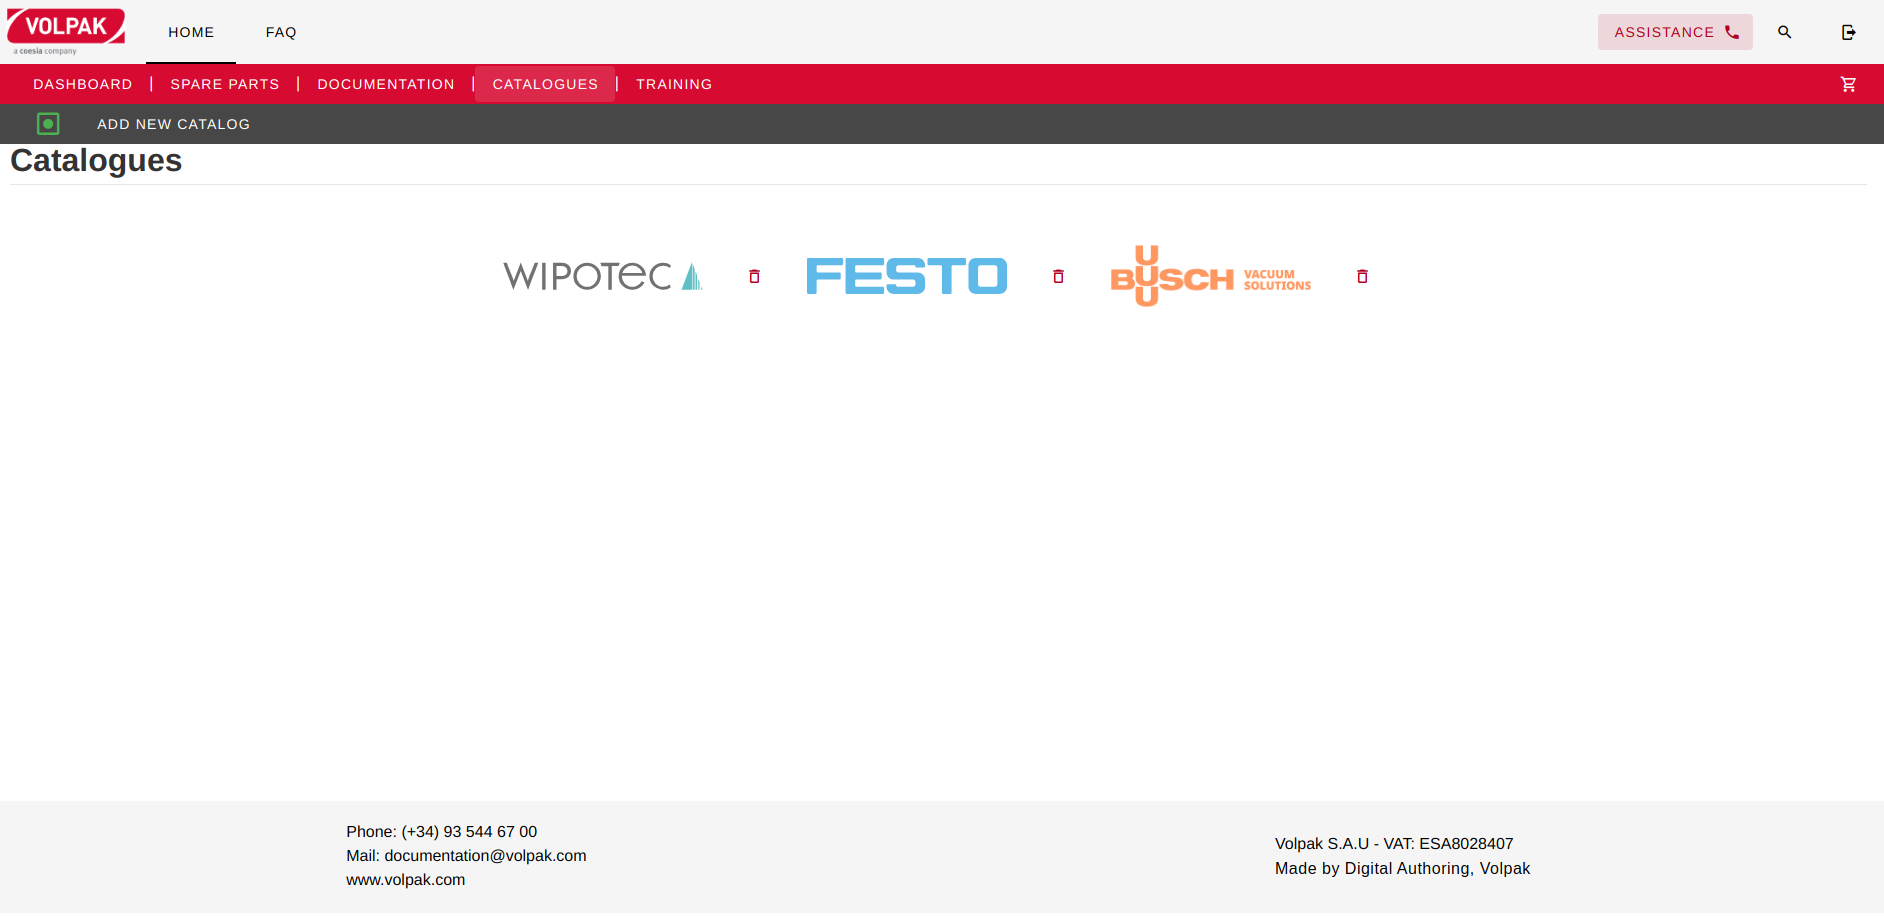 VOLPAK
a coesia company
HOME
FAQ
ASSISTANCE
DASHBOARD | SPARE PARTS | DOCUMENTATION | CATALOGUES | TRAINING
ADD NEW CATALOG
Catalogues
WIPOTEC
FESTO
BUSCH
VACUUM
SOLUTIONS
Phone: (+34) 93 544 67 00
Mail: documentation@volpak.com
www.volpak.com
Volpak S.A.U - VAT: ESA8028407
Made by Digital Authoring, Volpak